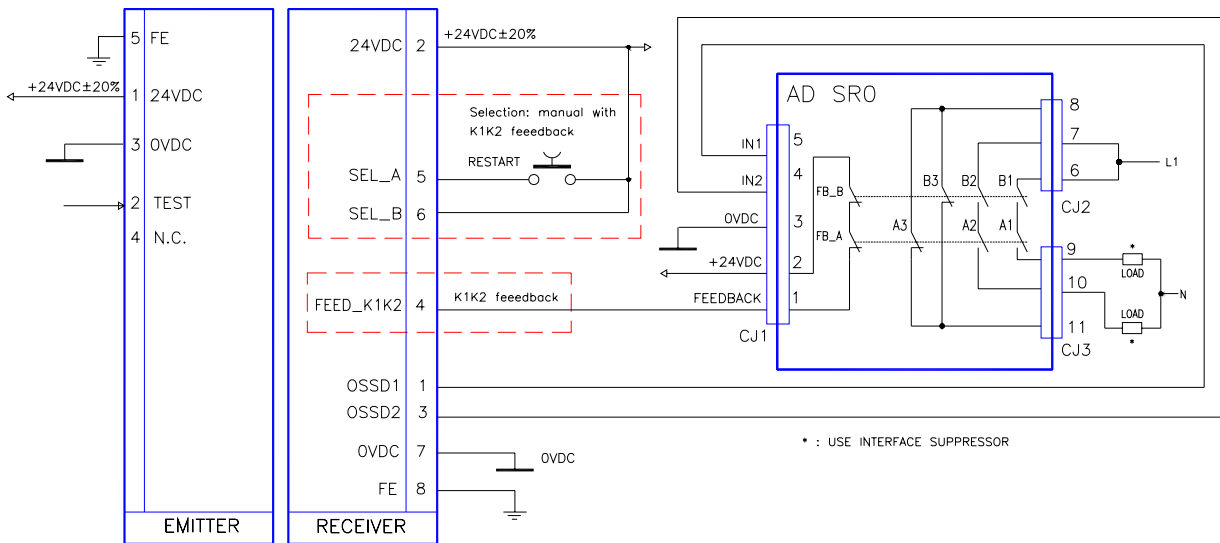 5 FE
+24VDC±20%
1 24VDC
3 0VDC
2 TEST
4 N.C.
EMITTER
24VDC 2
+24VDC±20%
Selection: manual with
K1K2 feeedback
RESTART
SEL_A 5
SEL_B 6
FEED_K1K2 4
K1K2 feeedback
OSSD1 1
OSSD2 3
0VDC 7
0VDC
FE 8
RECEIVER
AD SR0
IN1 5
IN2 4
0VDC 3
+24VDC 2
FEEDBACK 1
CJ1
FB_B
FB_A
B3 B2 B1
A3 A2 A1
8
7
6
CJ2
L1
9
10
11
CJ3
*
LOAD
N
LOAD
*
* : USE INTERFACE SUPPRESSOR